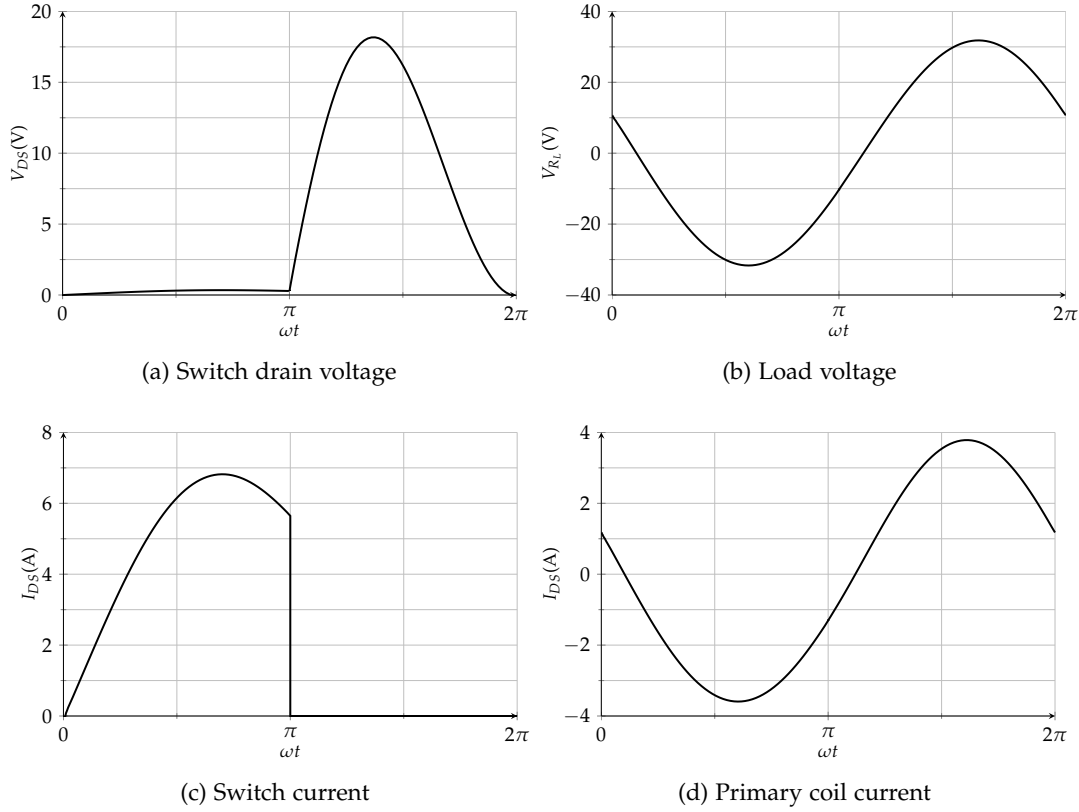 20
15
10
5
0
V_DS(V)
0
π
2π
ωt
(a) Switch drain voltage
40
20
0
−20
−40
V_{R_L}(V)
0
π
2π
ωt
(b) Load voltage
8
6
4
2
0
I_DS(A)
0
π
2π
ωt
(c) Switch current
4
2
0
−2
−4
I_DS(A)
0
π
2π
ωt
(d) Primary coil current